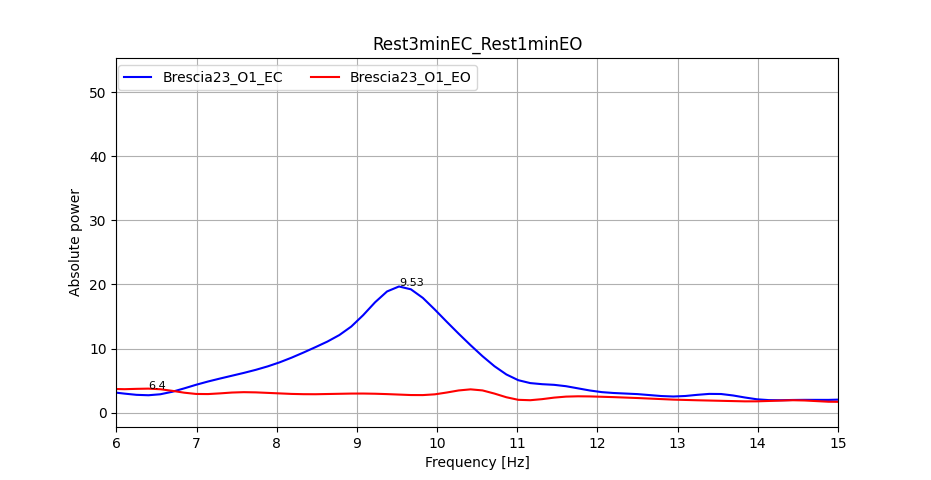 Rest3minEC_Rest1minEO
Brescia23_O1_EC
Brescia23_O1_EO
50
40
30
20
10
0
Absolute power
9.53
6.4
6 7 8 9 10 11 12 13 14 15
Frequency [Hz]